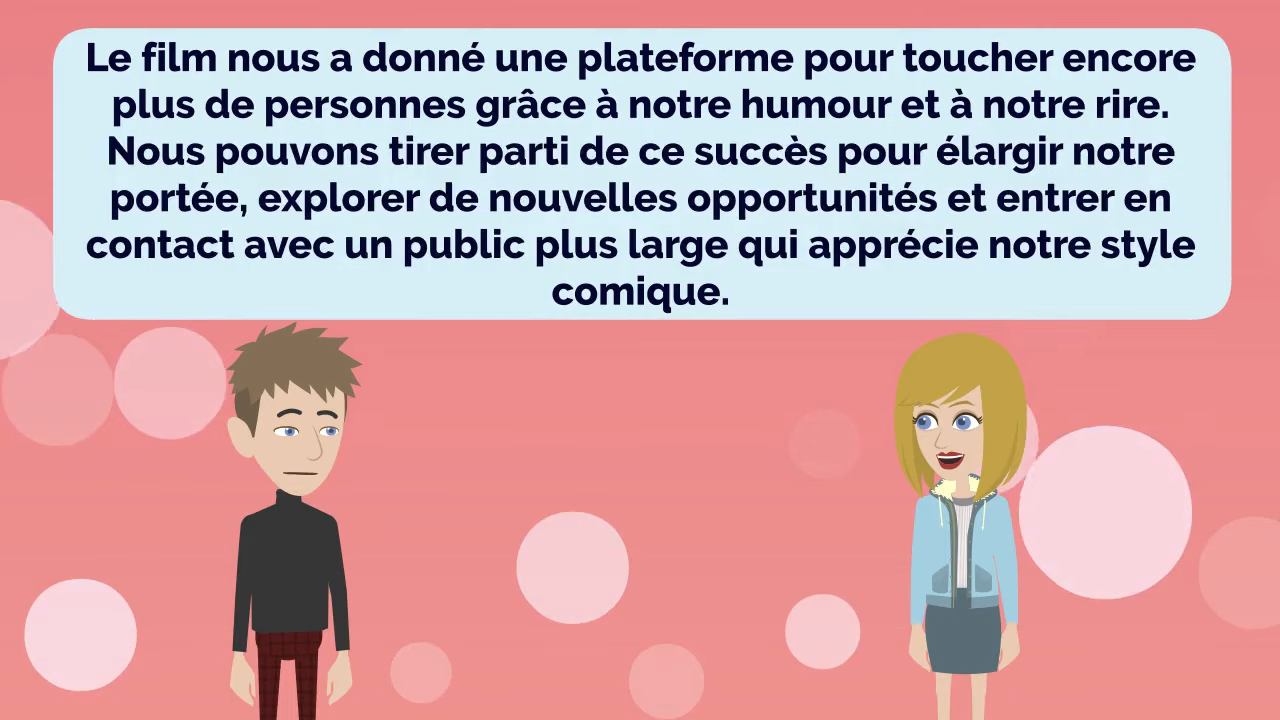 Le film nous a donné une plateforme pour toucher encore
plus de personnes grâce à notre humour et à notre rire.
Nous pouvons tirer parti de ce succès pour élargir notre
portée, explorer de nouvelles opportunités et entrer en
contact avec un public plus large qui apprécie notre style
comique.